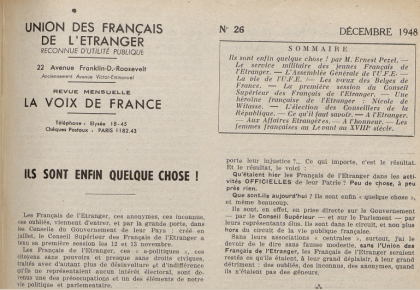 UNION DES FRANÇAIS
DE L'ETRANGER
RECONNUE D'UTILITÉ PUBLIQUE
22 Avenue Franklin-D.-Roosevelt
Anciennement Avenue Victor-Emmanuel
REVUE MENSUELLE
LA VOIX DE FRANCE
Téléphone : Elysée 18-45
Chèques Postaux : PARIS 1182.43
N° 26
DÉCEMBRE 1948
SOMMAIRE
Ils sont enfin quelque chose ! par M. Ernest Pezet. —
Le service militaire des jeunes Français de
l'Etranger. — L'Assemblée Générale de l'U.F.E.
— La vie de l'U.F.E. — Les vœux des Belges de
France. — La première session du Conseil
Supérieur des Français de l'Etranger. — Une
héroïne française de l'Etranger : Nicole de
Witasse. — L'élection des Conseillers de la
République. — Ce qu'il faut savoir. — A l'Etranger.
— Aux Affaires Etrangères. — A l'honneur. — Les
femmes françaises au Levant au XVIIIe siècle.
ILS SONT ENFIN QUELQUE CHOSE !
Les Français de l'Etranger, ces anonymes, ces inconnus,
ces oubliés, viennent d'entrer, et par la grande porte, dans
les Conseils du Gouvernement de leur Pays : créé en
juillet, le Conseil Supérieur des Français de l'Etranger a
tenu sa première session les 12 et 13 novembre.
Les Français de l'Etranger, ces « a-politiques », ces
citoyens sans pouvoirs et presque sans droits civiques,
traités avec d'autant plus de désinvolture et d'indifférence
qu'ils ne représentaient aucun intérêt électoral, sont de-
venus une des préoccupations et un des éléments de notre
vie politique et parlementaire.
porte leur injustice ?... Ce qui importe, c'est le résultat.
Et le résultat, le voici :
Qu'étaient hier les Français de l'Etranger dans les acti-
vités OFFICIELLES de leur Patrie? Peu de chose, à peu
près rien.
Que sont-ils aujourd'hui ? Ils sont enfin « quelque chose »,
et même beaucoup.
Ils sont, en effet, en prise directe sur le Gouvernement
— par le Conseil Supérieur — et sur le Parlement — par
leurs représentants élus. Ils sont dans le circuit, et non plus
hors du circuit de la vie politique française.
Sans leurs associations « centrales », surtout, j'ai le
devoir de le dire sans fausse modestie, sans l'Union des
Français de l'Etranger, les Français de l'Etranger seraient
restés ce qu'ils étaient, à leur grand déplaisir, à leur grand
détriment : des oubliés, des inconnus, des anonymes, quand
ils n'étaient pas des gêneurs.